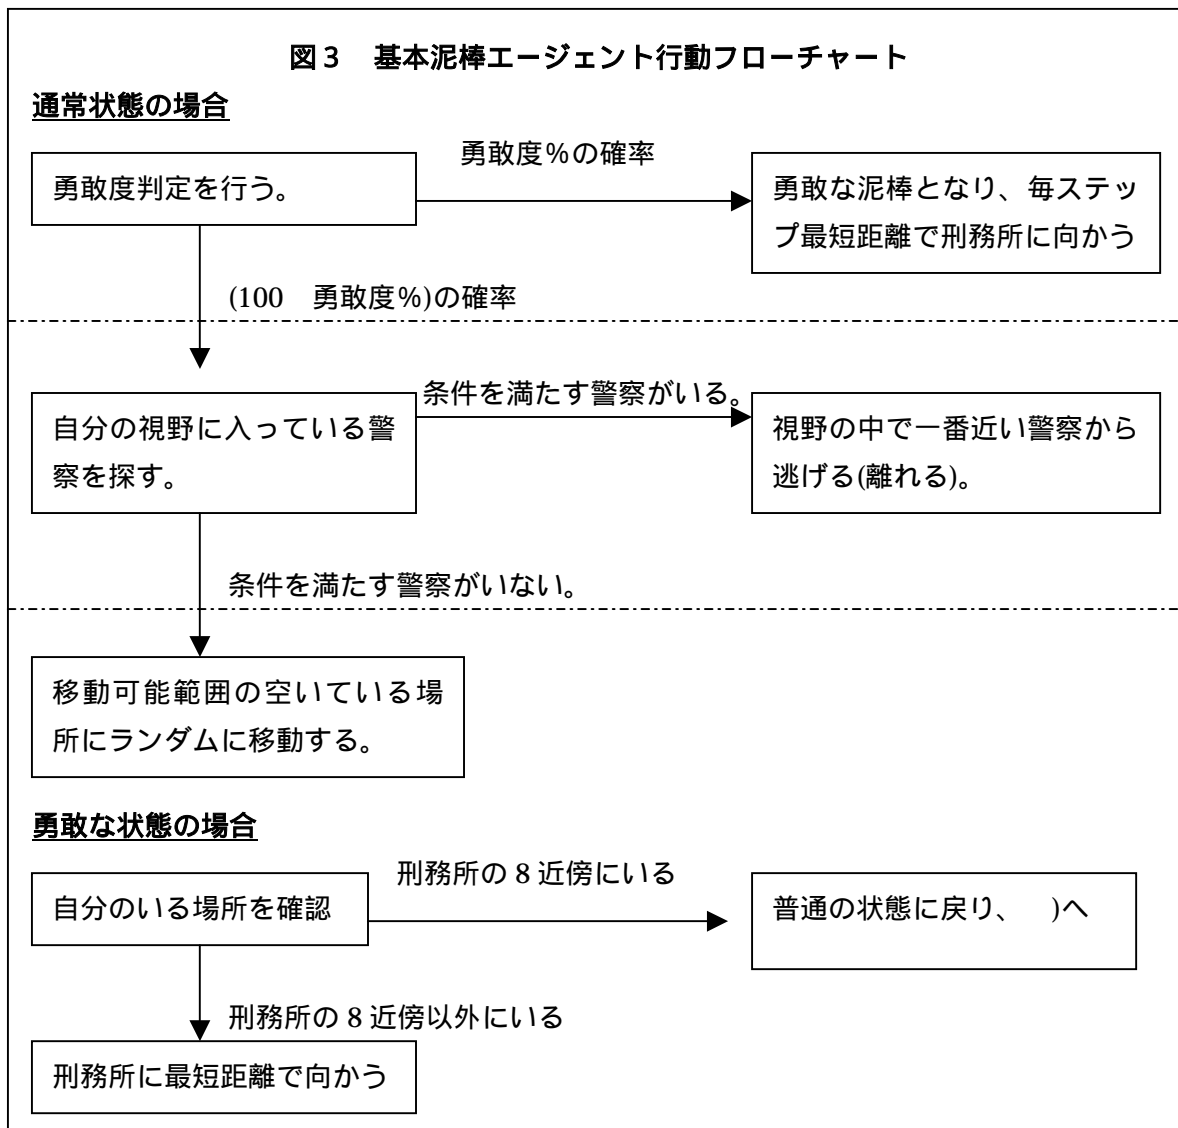 図３　基本泥棒エージェント行動フローチャート
通常状態の場合
勇敢度％の確率
勇敢度判定を行う。
勇敢な泥棒となり、毎ステッ
プ最短距離で刑務所に向かう
(100　勇敢度％)の確率
条件を満たす警察がいる。
自分の視野に入っている警
察を探す。
視野の中で一番近い警察から
逃げる(離れる)。
条件を満たす警察がいない。
移動可能範囲の空いている場
所にランダムに移動する。
勇敢な状態の場合
刑務所の 8 近傍にいる
自分のいる場所を確認
普通の状態に戻り、　)へ
刑務所の 8 近傍以外にいる
刑務所に最短距離で向かう